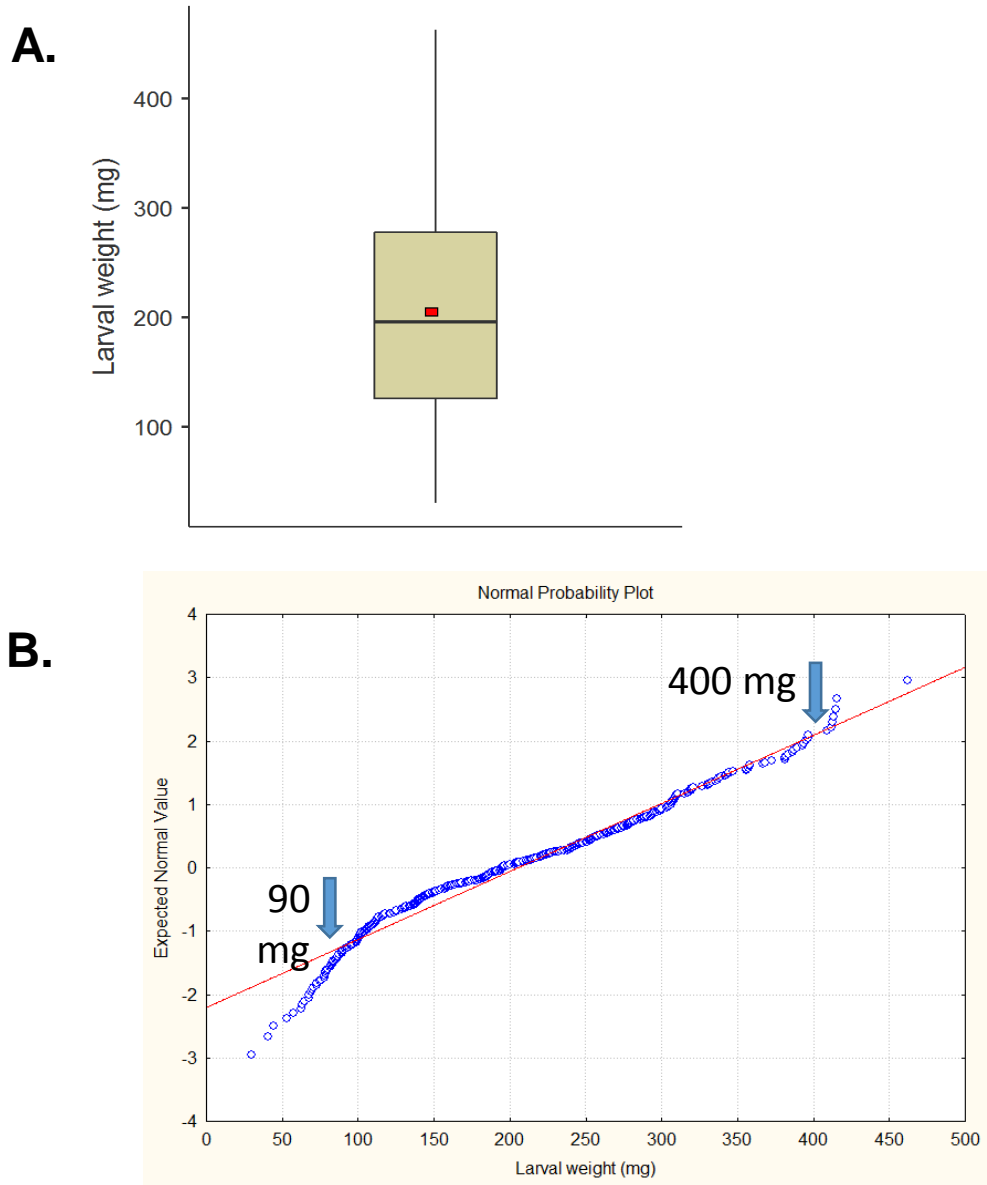 A.
Larval weight (mg)
400
300
200
100
B.
Normal Probability Plot
Expected Normal Value
4
3
2
1
0
-1
-2
-3
-4
400 mg
90
mg
0 50 100 150 200 250 300 350 400 450 500
Larval weight (mg)